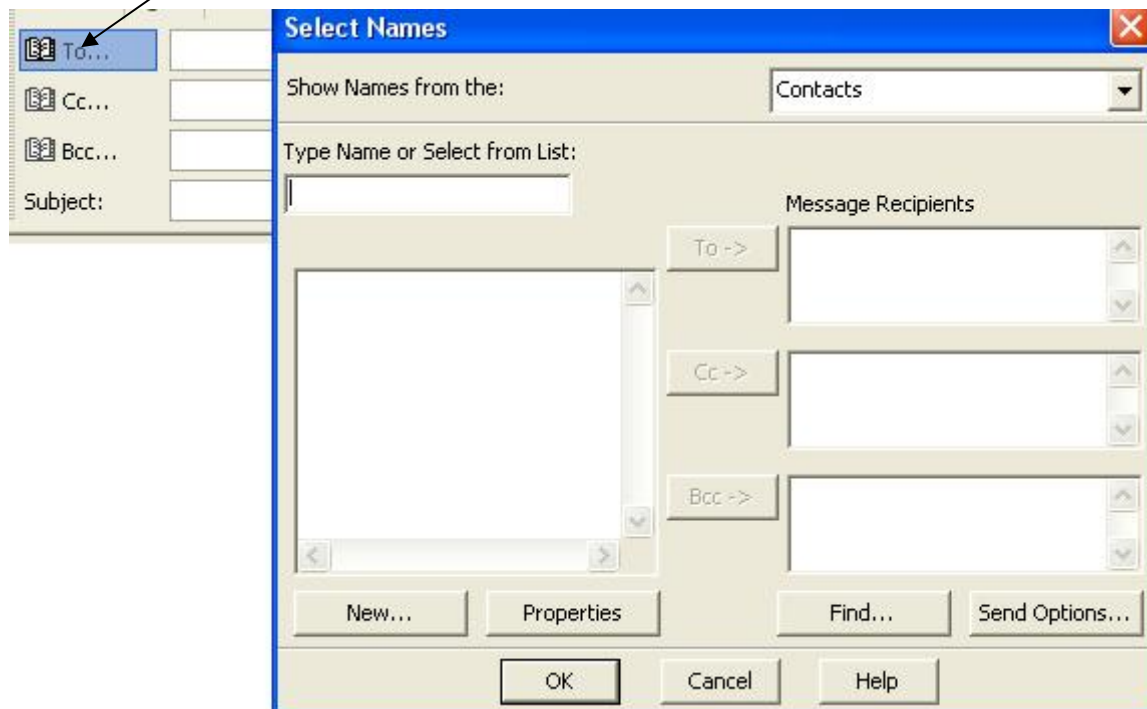 To...
Cc...
Bcc...
Subject:
Select Names
Show Names from the:
Contacts
Type Name or Select from List:
Message Recipients
To ->
Cc ->
Bcc ->
New...
Properties
Find...
Send Options...
OK
Cancel
Help